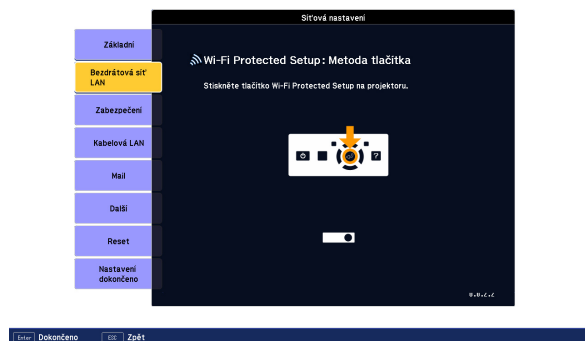 Síťová nastavení
Základní
Bezdrátová síť
LAN
Zabezpečení
Kabelová LAN
Mail
Další
Reset
Nastavení
dokončeno
Wi-Fi Protected Setup: Metoda tlačítka
Stiskněte tlačítko Wi-Fi Protected Setup na projektoru.
?
Enter Dokončeno ESC Zpět